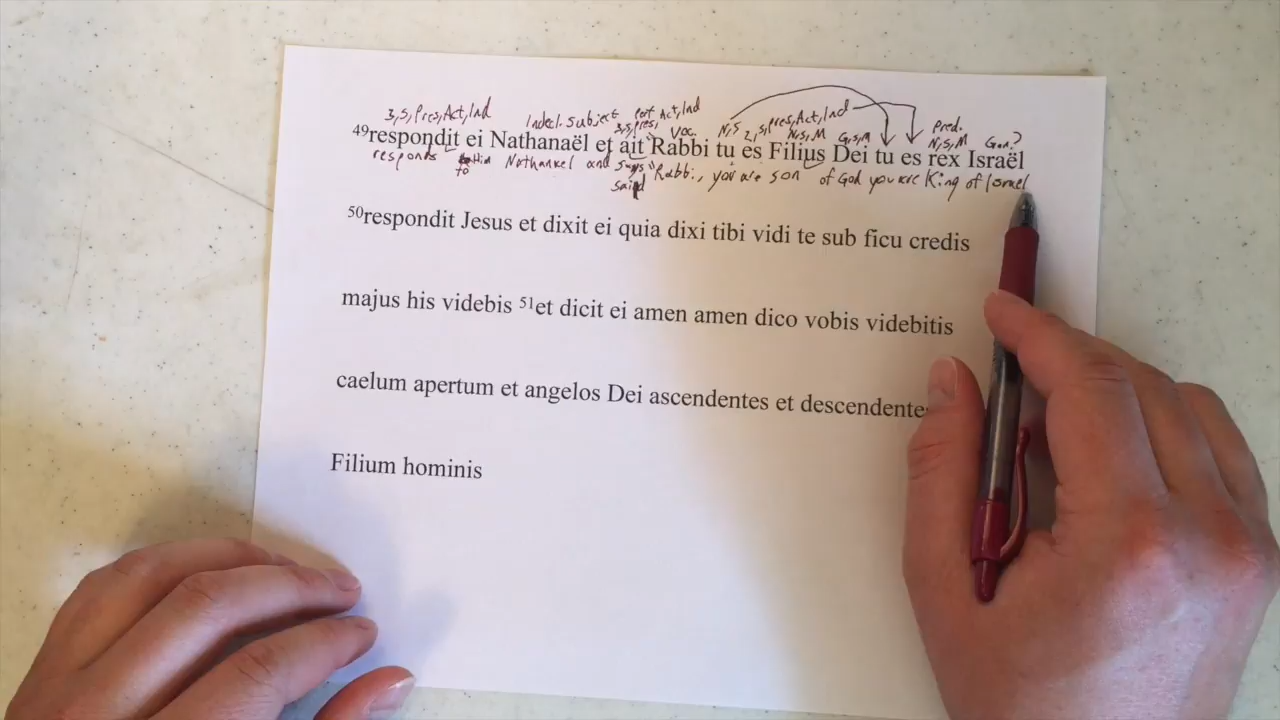 3, S, Pres, Act, Ind Indecl. Subject Perf Act, Ind
3, S, Pres, Voc. N, S 2, S, Pres, Act, Ind N, S, M G, S, M Pred. N, S, M Gen?
49respondit ei Nathanaël et ait Rabbi tu es Filius Dei tu es rex Israël
responds to him Nathanael and says "Rabbi, you are son of God you are King of Israel
said
50respondit Jesus et dixit ei quia dixi tibi vidi te sub ficu credis
majus his videbis 51et dicit ei amen amen dico vobis videbitis
caelum apertum et angelos Dei ascendentes et descendente
Filium hominis